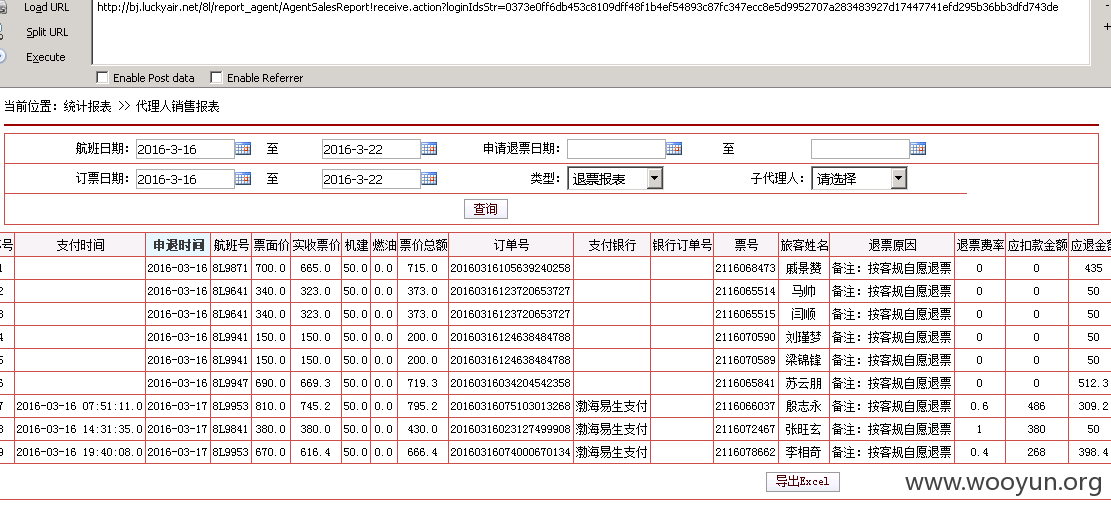 Load URL
http://bj.luckyair.net/8l/report_agent/AgentSalesReport!receive.action?loginIdsStr=0373e0ff6db453c8109dff48f1b4ef54893c87fc347ecc8e5d9952707a283483927d17447741efd295b36bb3dfd743de
Split URL
Execute
Enable Post data Enable Referrer
当前位置: 统计报表 >> 代理人销售报表
航班日期: 2016-3-16 至 2016-3-22 申请退票日期: 至
订票日期: 2016-3-16 至 2016-3-22 类型: 退票报表 子代理人: 请选择
查询
号 支付时间 申退时间 航班号 票面价 实收票价 机建 燃油 票价总额 订单号 支付银行 银行订单号 票号 旅客姓名 退票原因 退票费率 应扣款金额 应退金
1 2016-03-16 8L9871 700.0 665.0 50.0 0.0 715.0 20160316105639240258 2116068473 戚景赞 备注: 按客规自愿退票 0 0 435
2 2016-03-16 8L9641 340.0 323.0 50.0 0.0 373.0 20160316123720653727 2116065514 马帅 备注: 按客规自愿退票 0 0 50
3 2016-03-16 8L9641 340.0 323.0 50.0 0.0 373.0 20160316123720653727 2116065515 闫顺 备注: 按客规自愿退票 0 0 50
4 2016-03-16 8L9941 150.0 150.0 50.0 0.0 200.0 20160316124638484788 2116070590 刘瑾梦 备注: 按客规自愿退票 0 0 50
5 2016-03-16 8L9941 150.0 150.0 50.0 0.0 200.0 20160316124638484788 2116070589 梁锦锋 备注: 按客规自愿退票 0 0 50
6 2016-03-16 8L9947 690.0 669.3 50.0 0.0 719.3 20160316034204542358 2116065841 苏云朋 备注: 按客规自愿退票 0 0 512.3
7 2016-03-16 07:51:11.0 2016-03-17 8L9953 810.0 745.2 50.0 0.0 795.2 20160316075103013268 渤海易生支付 2116066037 殷志永 备注: 按客规自愿退票 0.6 486 309.2
8 2016-03-16 14:31:35.0 2016-03-17 8L9841 380.0 380.0 50.0 0.0 430.0 20160316023127499908 渤海易生支付 2116072467 张旺玄 备注: 按客规自愿退票 1 380 50
9 2016-03-16 19:40:08.0 2016-03-17 8L9953 670.0 616.4 50.0 0.0 666.4 20160316074000670134 渤海易生支付 2116078662 李相奇 备注: 按客规自愿退票 0.4 268 398.4
导出Excel
www.wooyun.org